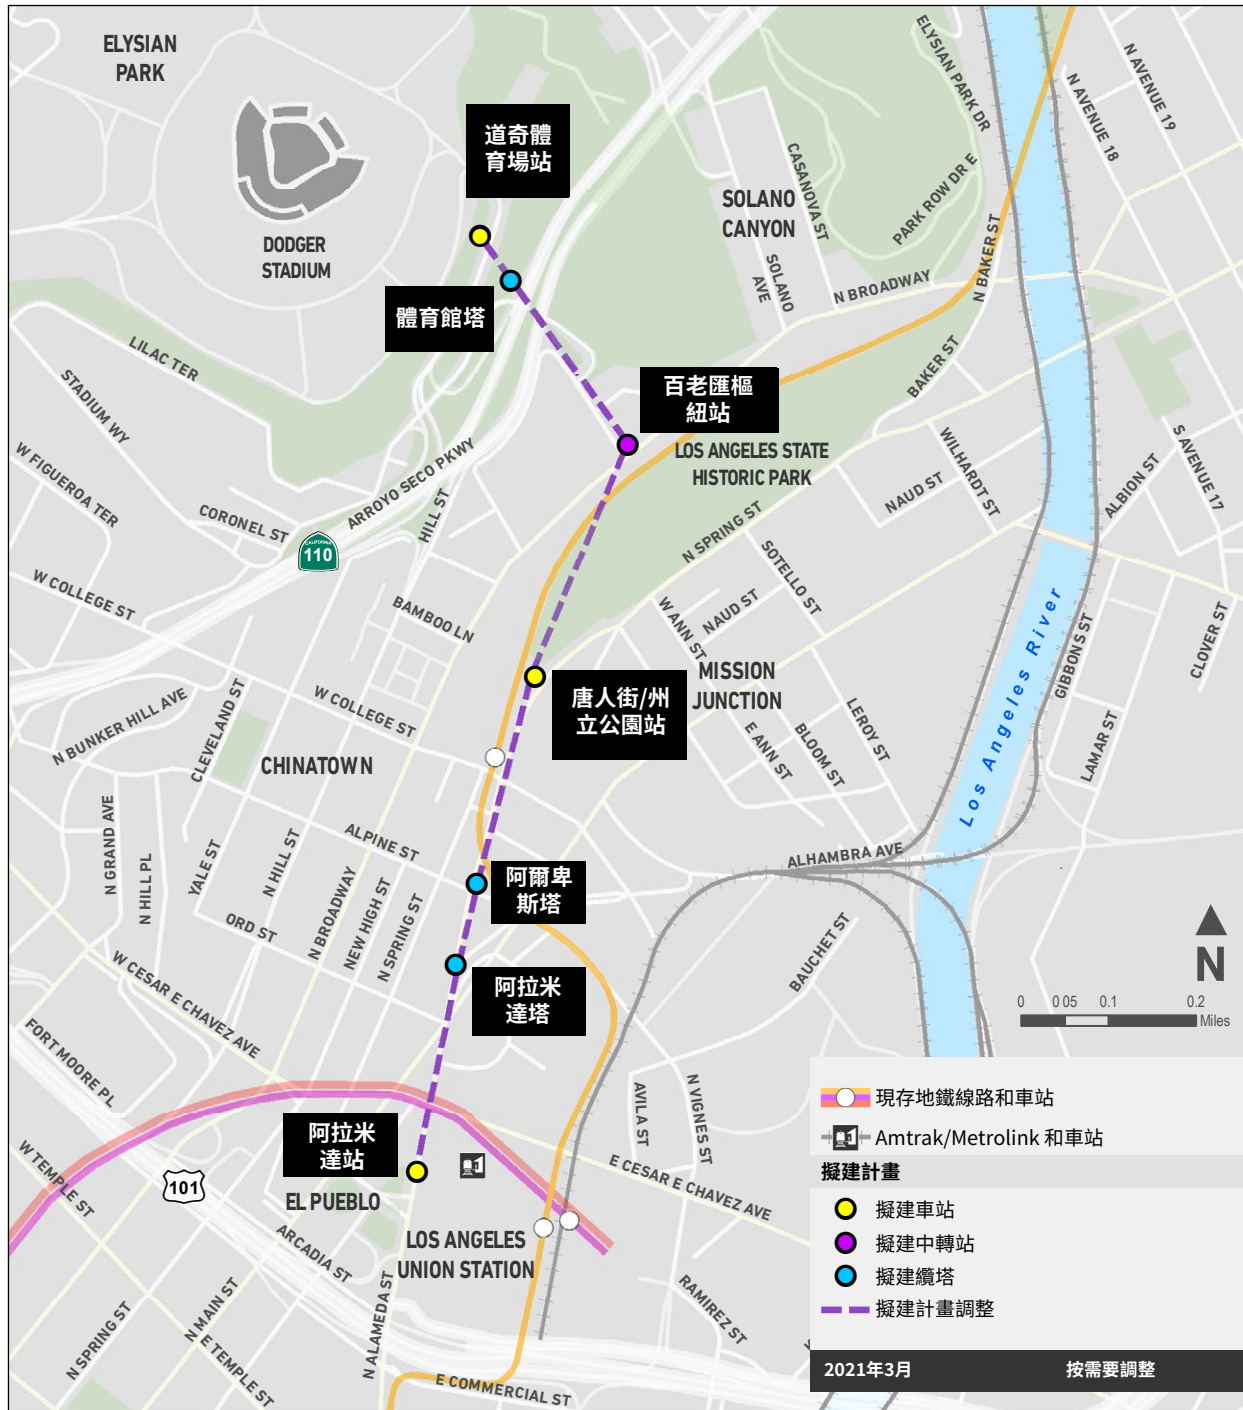 ELYSIAN
PARK
道奇體
育場站
DODGER
STADIUM
體育館塔
SOLANO
CANYON
CASANOVA ST
SOLANO
AVE
ELYSIAN PARK DR
PARK ROW DR E
N BROADWAY
N BAKER ST
N AVENUE 18
N AVENUE 19
LILAC TER
STADIUM WY
W FIGUEROA TER
CORONEL ST
ARROYO SECO PKWY
HILL ST
CALIFORNIA
110
百老匯樞
紐站
LOS ANGELES STATE
HISTORIC PARK
BAKER ST
WILHARDT ST
NAUD ST
N SPRING ST
SOTELLO ST
ALBION ST
S AVENUE 17
W COLLEGE ST
BAMBOO LN
W ANN ST
NAUD ST
MISSION
JUNCTION
唐人街/州
立公園站
GIBBONS ST
CLOVER ST
Los Angeles River
LAMAR ST
LEROY ST
BLOOM ST
E ANN ST
W COLLEGE ST
N BUNKER HILL AVE
CLEVELAND ST
CHINATOWN
N GRAND AVE
N HILL PL
YALE ST
N HILL ST
ALPINE ST
ORD ST
N BROADWAY
NEW HIGH ST
N SPRING ST
阿爾卑
斯塔
阿拉米
達塔
ALHAMBRA AVE
BAUCHET ST
W CESAR E CHAVEZ AVE
FORT MOORE PL
AVILA ST
N VIGNES ST
E CESAR E CHAVEZ AVE
阿拉米
達站
EL PUEBLO
101
W TEMPLE ST
ARCADIA ST
LOS ANGELES
UNION STATION
N ALAMEDA ST
RAMIREZ ST
N SPRING ST
N MAIN ST
E TEMPLE ST
E COMMERCIAL ST
N
0 0 05 0.1 0.2
Miles
現存地鐵線路和車站
Amtrak/Metrolink 和車站
擬建計畫
擬建車站
擬建中轉站
擬建纜塔
擬建計畫調整
2021年3月 按需要調整